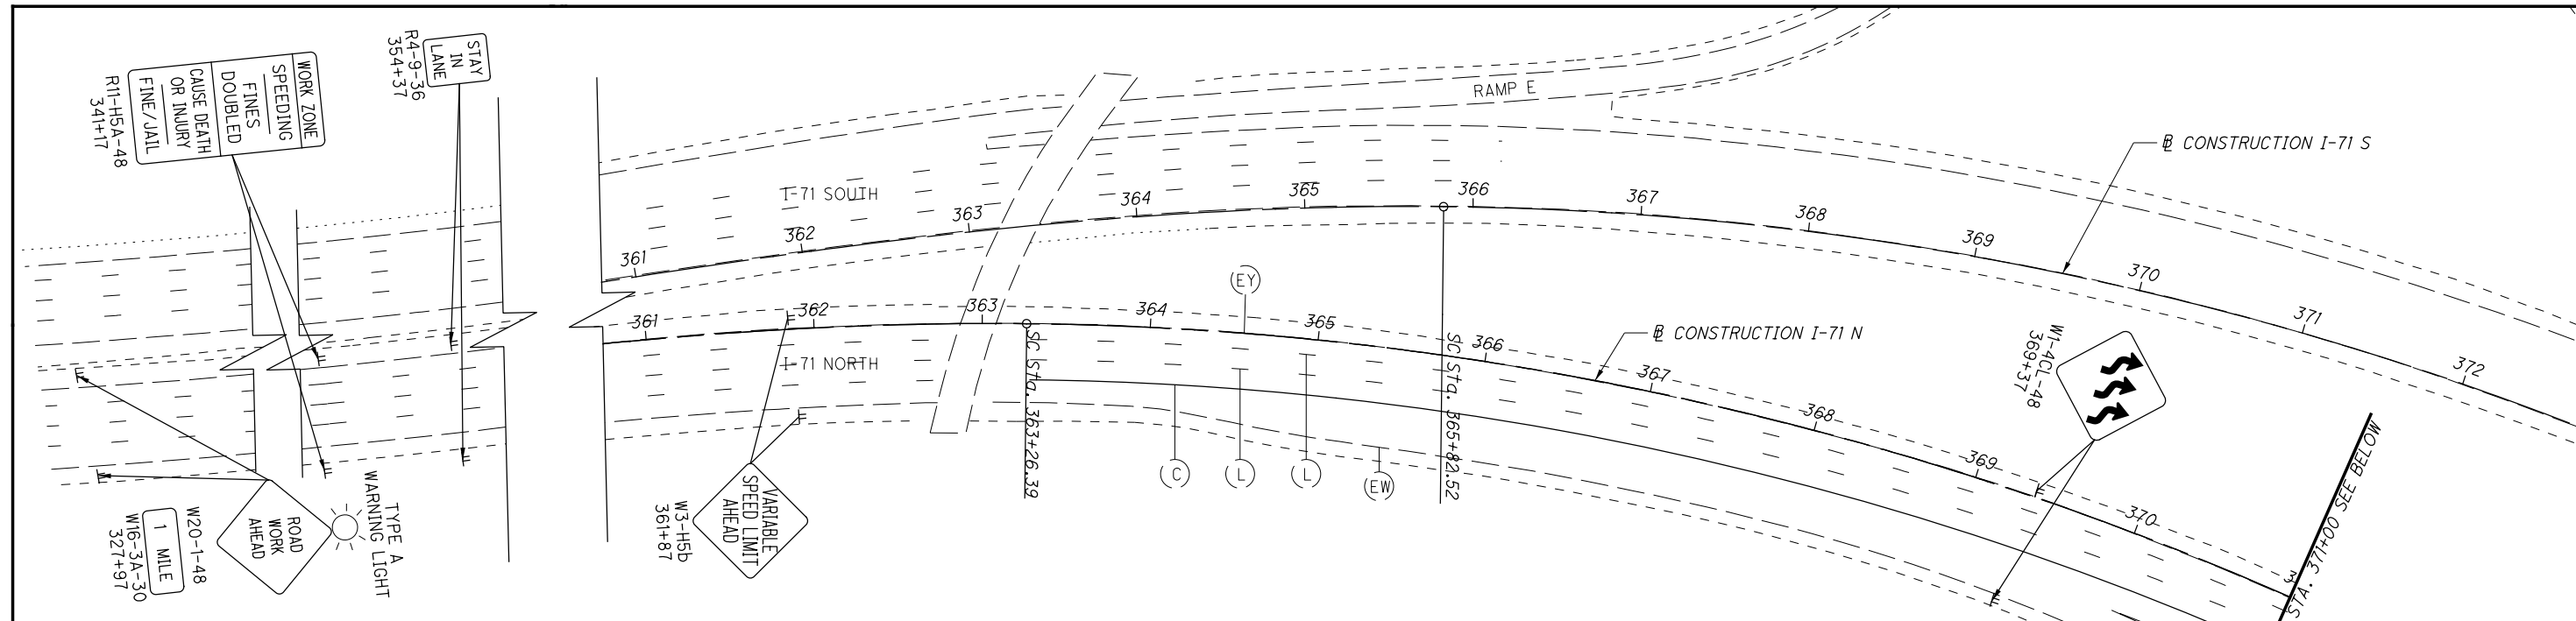 WORK ZONE
SPEEDING
FINES
DOUBLED
CAUSE DEATH
OR INJURY
FINE/JAIL
R11-H5A-48
341+17
STAY
IN
LANE
R4-9-36
354+37
RAMP E
I-71 SOUTH
361
362
363
364
365
366
367
368
369
370
371
372
℄ CONSTRUCTION I-71 S
I-71 NORTH
361
362
363
364
365
366
367
368
369
370
3
℄ CONSTRUCTION I-71 N
EY
C
L
L
EW
SC Sta. 363+26.39
SC Sta. 365+82.52
W1-4CL-48
369+37
STA. 371+00 SEE BELOW
VARIABLE
SPEED LIMIT
AHEAD
W3-H5b
361+87
TYPE A
WARNING LIGHT
ROAD
WORK
AHEAD
W20-1-48
1 MILE
W16-3A-30
327+97